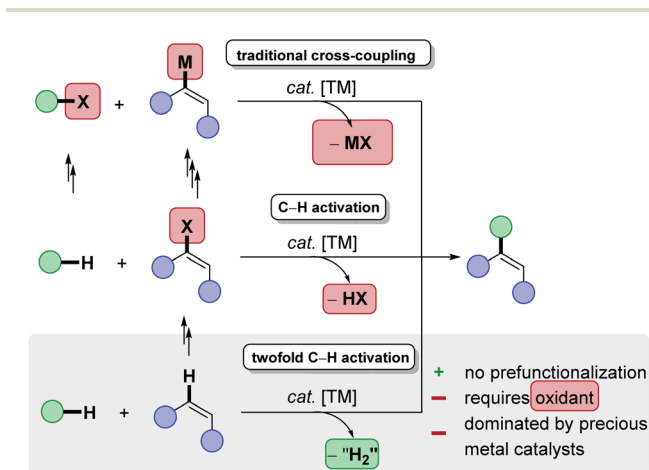 traditional cross-coupling
M
cat. [TM]
X
+
– MX
C–H activation
X
cat. [TM]
H
+
– HX
twofold C–H activation
H
cat. [TM]
+ no prefunctionalization
– requires oxidant
H
+
– dominated by precious
metal catalysts
– "H₂"